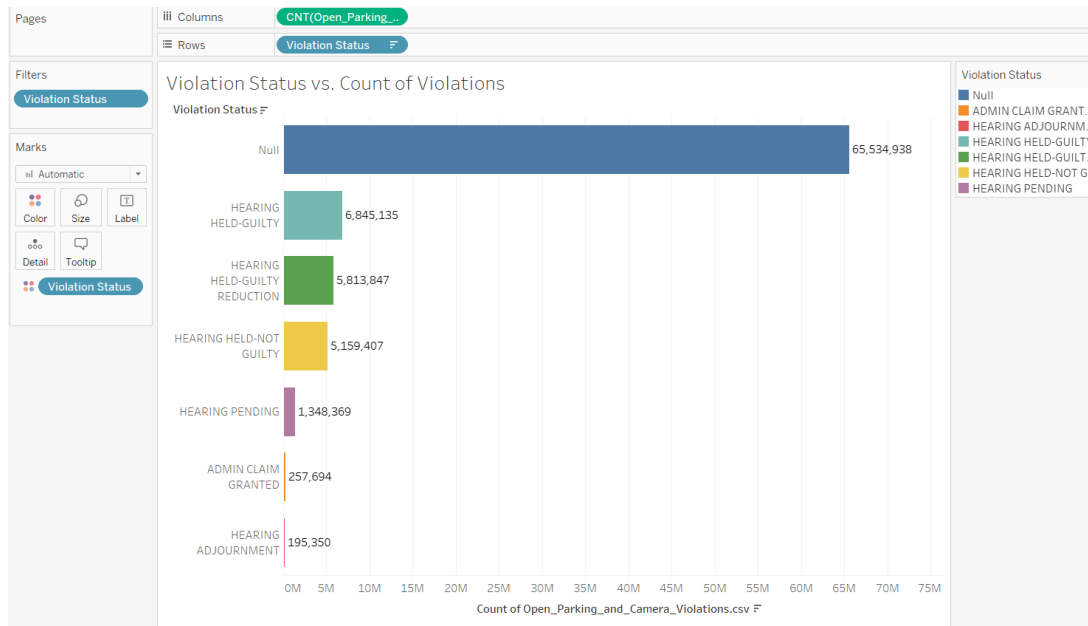 Pages
Columns
CNT(Open_Parking_..
Rows
Violation Status
Filters
Violation Status
Marks
Automatic
Color
Size
Label
Detail
Tooltip
Violation Status
Violation Status vs. Count of Violations
Violation Status
Null
65,534,938
HEARING
HELD-GUILTY
6,845,135
HEARING
HELD-GUILTY
REDUCTION
5,813,847
HEARING HELD-NOT
GUILTY
5,159,407
HEARING PENDING
1,348,369
ADMIN CLAIM
GRANTED
257,694
HEARING
ADJOURNMENT
195,350
0M 5M 10M 15M 20M 25M 30M 35M 40M 45M 50M 55M 60M 65M 70M 75M
Count of Open_Parking_and_Camera_Violations.csv
Violation Status
Null
ADMIN CLAIM GRANT..
HEARING ADJOURNM..
HEARING HELD-GUILTY
HEARING HELD-GUILT..
HEARING HELD-NOT G
HEARING PENDING